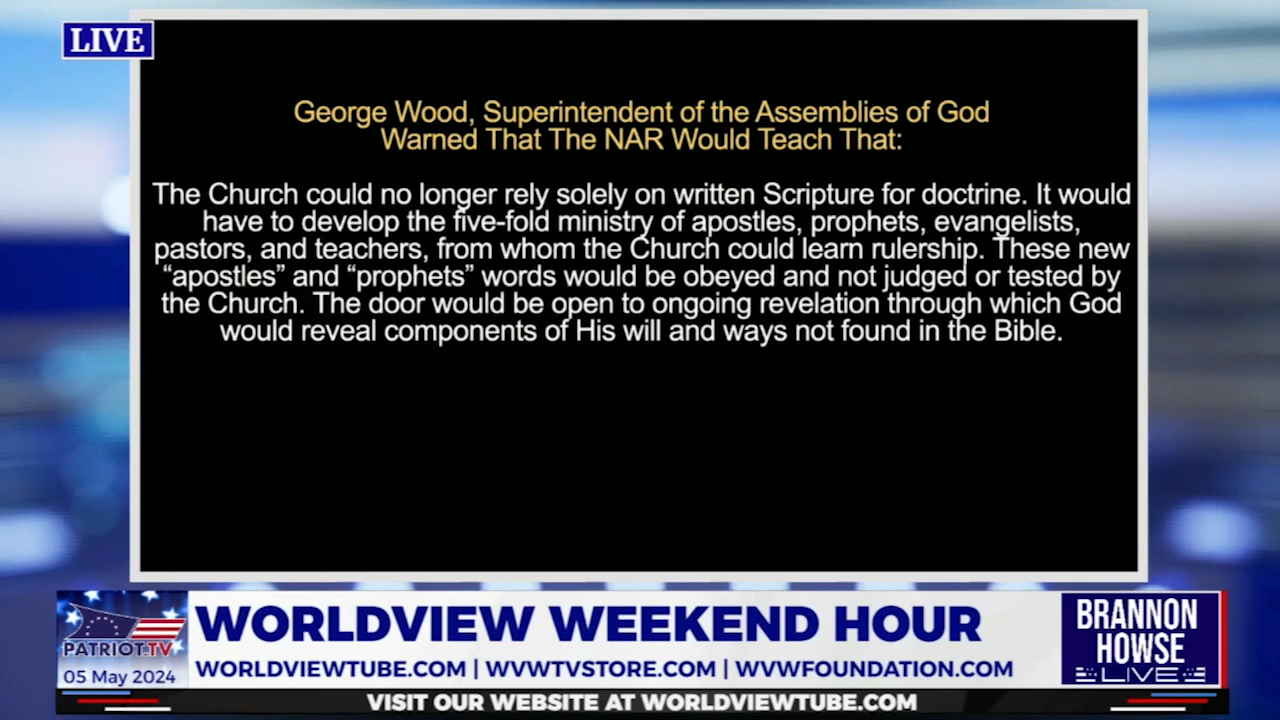 LIVE
George Wood, Superintendent of the Assemblies of God
Warned That The NAR Would Teach That:
The Church could no longer rely solely on written Scripture for doctrine. It would
have to develop the five-fold ministry of apostles, prophets, evangelists,
pastors, and teachers, from whom the Church could learn rulership. These new
“apostles” and “prophets” words would be obeyed and not judged or tested by
the Church. The door would be open to ongoing revelation through which God
would reveal components of His will and ways not found in the Bible.
PATRIOT.TV
05 May 2024
WORLDVIEW WEEKEND HOUR
WORLDVIEWTUBE.COM | WVWTVSTORE.COM | WVWFOUNDATION.COM
BRANNON
HOWSE
LIVE
VISIT OUR WEBSITE AT WORLDVIEWTUBE.COM